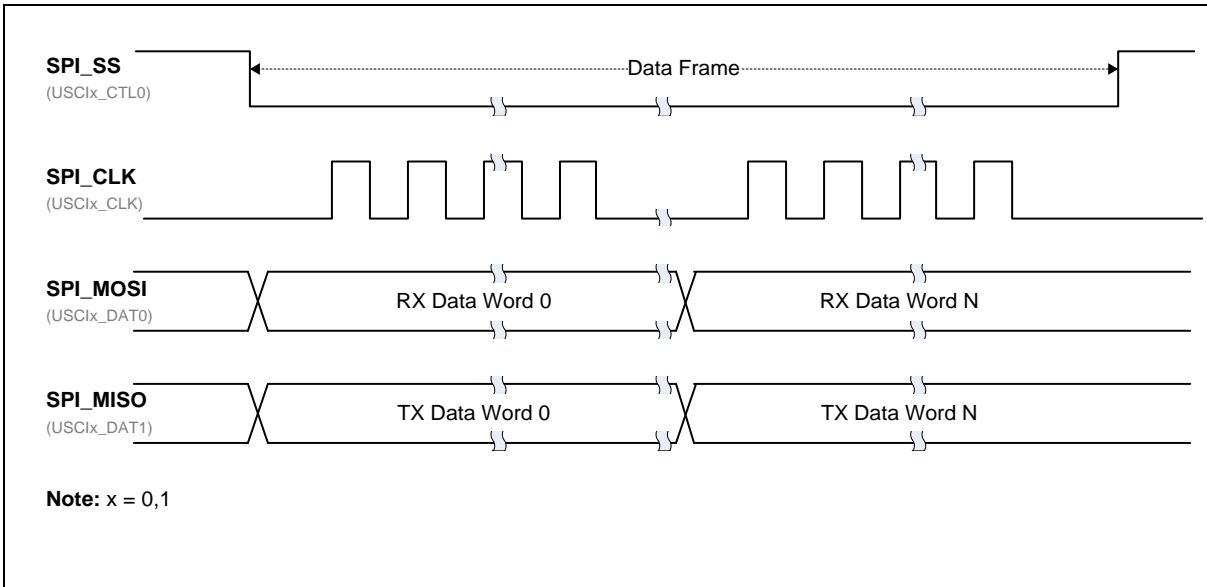 SPI_SS
(USCIx_CTL0)
Data Frame
SPI_CLK
(USCIx_CLK)
SPI_MOSI
(USCIx_DAT0)
RX Data Word 0
RX Data Word N
SPI_MISO
(USCIx_DAT1)
TX Data Word 0
TX Data Word N
Note: x = 0,1